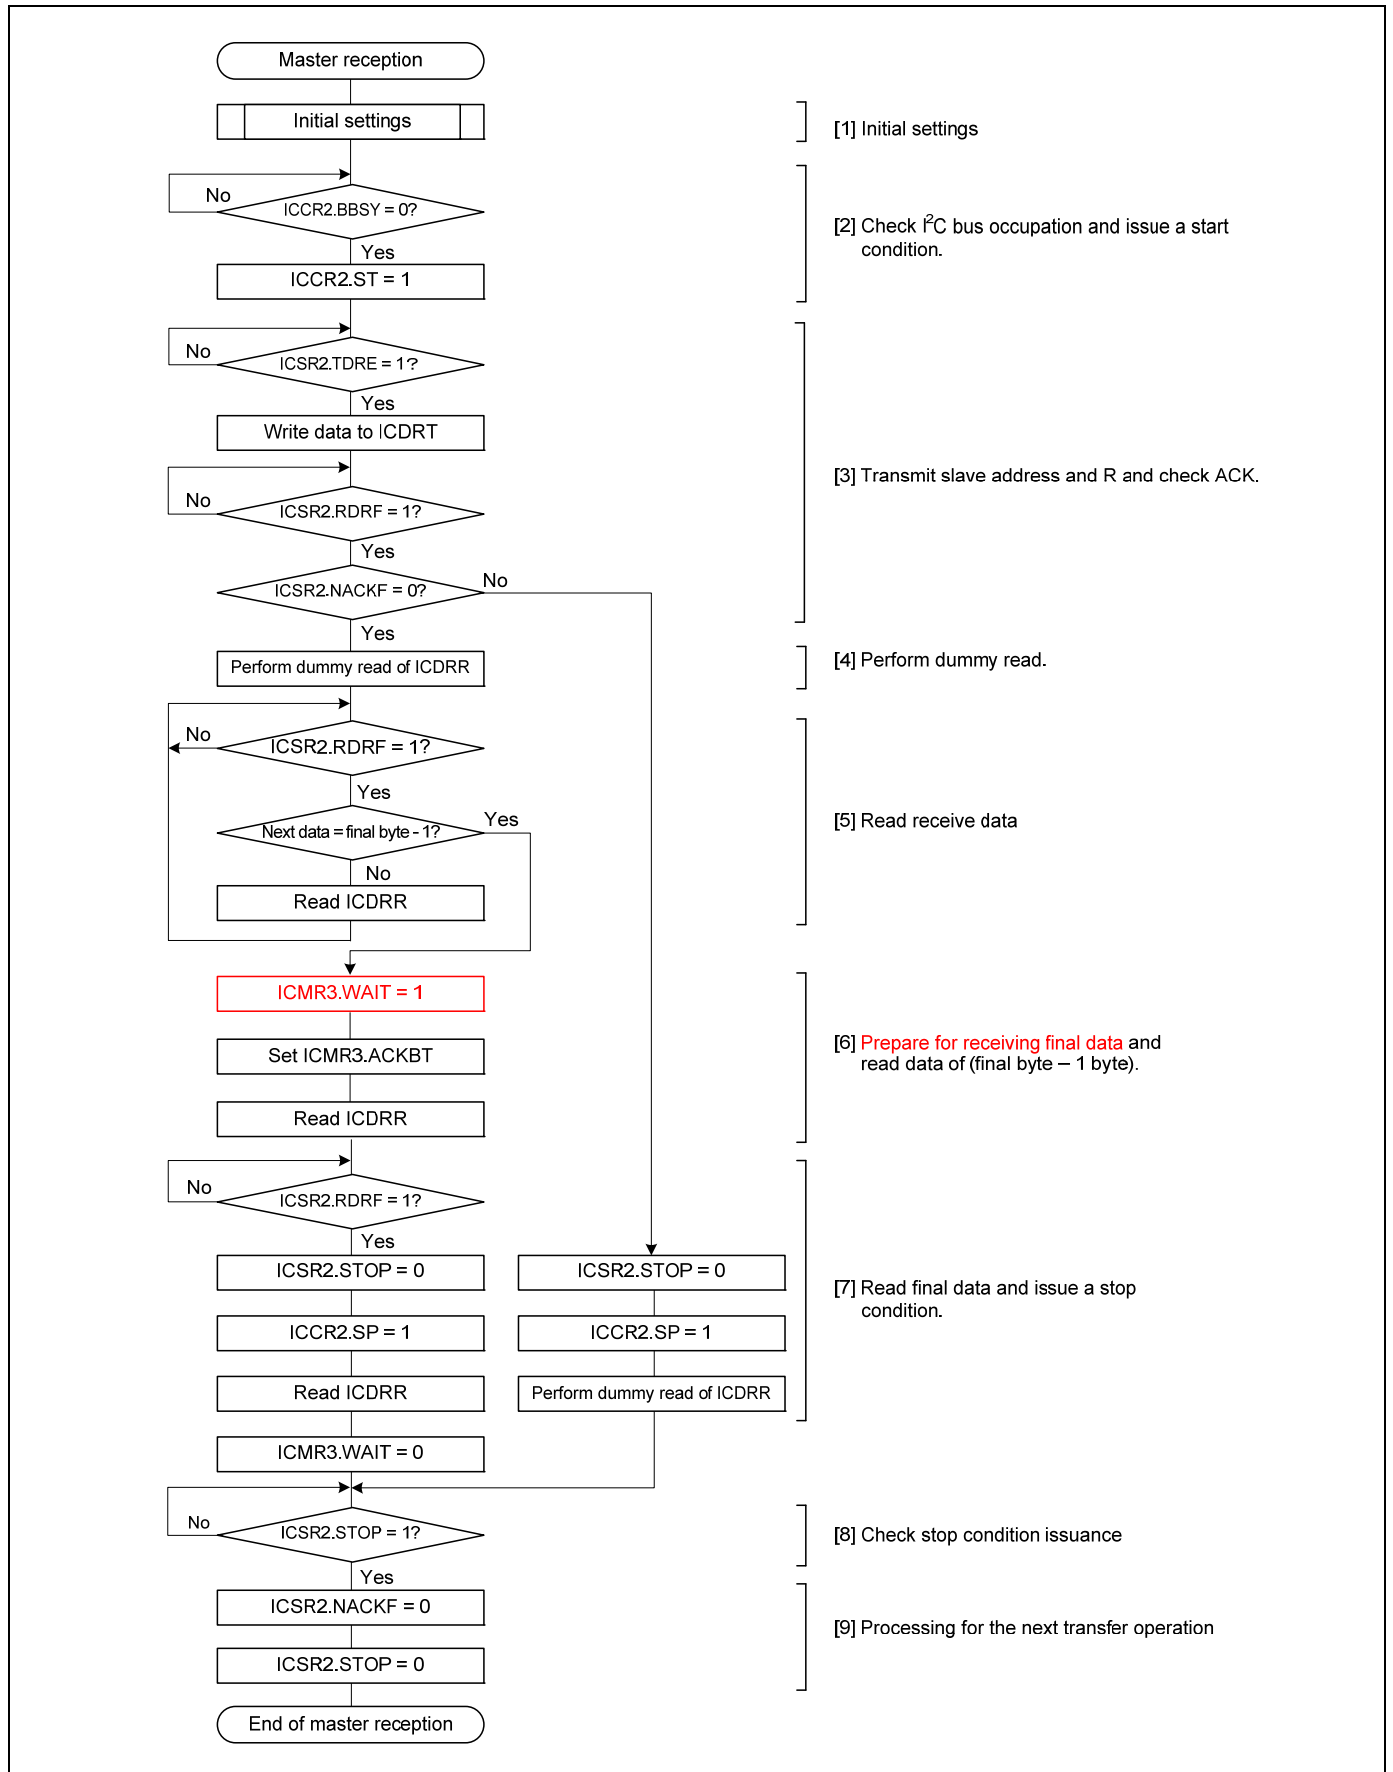 Master reception
Initial settings
[1] Initial settings
No
ICCR2.BBSY = 0?
Yes
ICCR2.ST = 1
[2] Check I²C bus occupation and issue a start
condition.
No
ICSR2.TDRE = 1?
Yes
Write data to ICDRT
No
ICSR2.RDRF = 1?
Yes
ICSR2.NACKF = 0?
No
Yes
[3] Transmit slave address and R and check ACK.
Perform dummy read of ICDRR
[4] Perform dummy read.
No
ICSR2.RDRF = 1?
Yes
Next data = final byte - 1?
Yes
No
Read ICDRR
[5] Read receive data
ICMR3.WAIT = 1
Set ICMR3.ACKBT
Read ICDRR
[6] Prepare for receiving final data and
read data of (final byte – 1 byte).
No
ICSR2.RDRF = 1?
Yes
ICSR2.STOP = 0
ICSR2.STOP = 0
ICCR2.SP = 1
ICCR2.SP = 1
Read ICDRR
Perform dummy read of ICDRR
[7] Read final data and issue a stop
condition.
ICMR3.WAIT = 0
No
ICSR2.STOP = 1?
Yes
[8] Check stop condition issuance
ICSR2.NACKF = 0
ICSR2.STOP = 0
[9] Processing for the next transfer operation
End of master reception